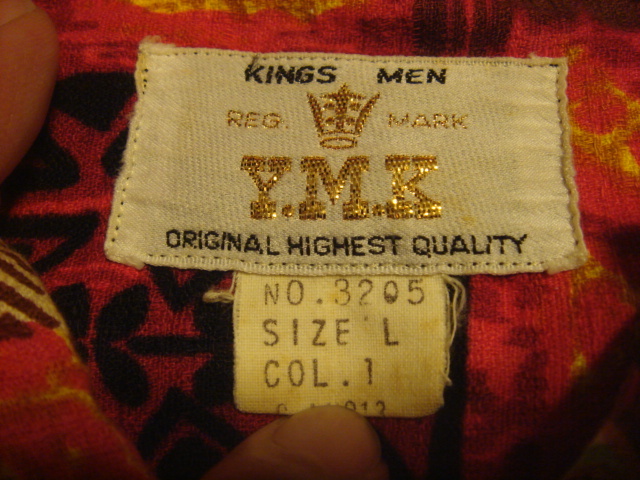 KINGS MEN
REG. MARK
Y.M.K
ORIGINAL HIGHEST QUALITY
NO.3205
SIZE L
COL.1